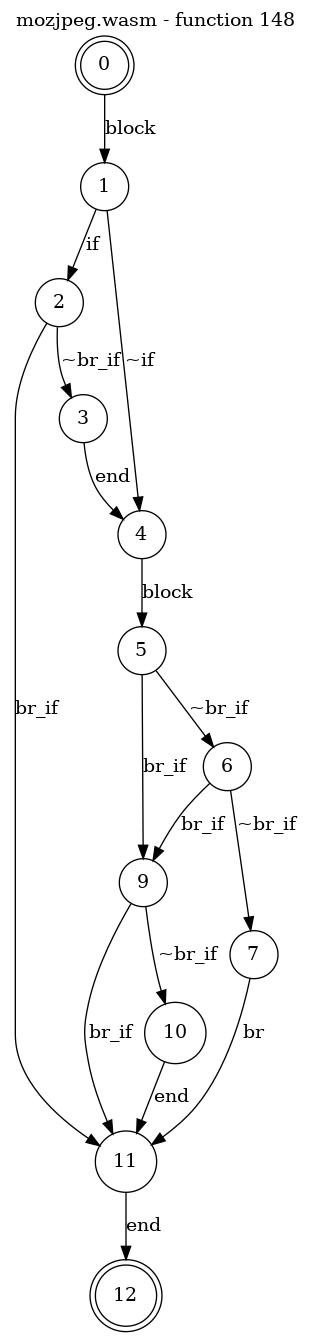 mozjpeg.wasm - function 148
0
block
1
if
2
~br_if
~if
3
end
4
block
5
br_if
br_if
~br_if
6
br_if
~br_if
9
7
br_if
~br_if
10
br
end
11
end
12